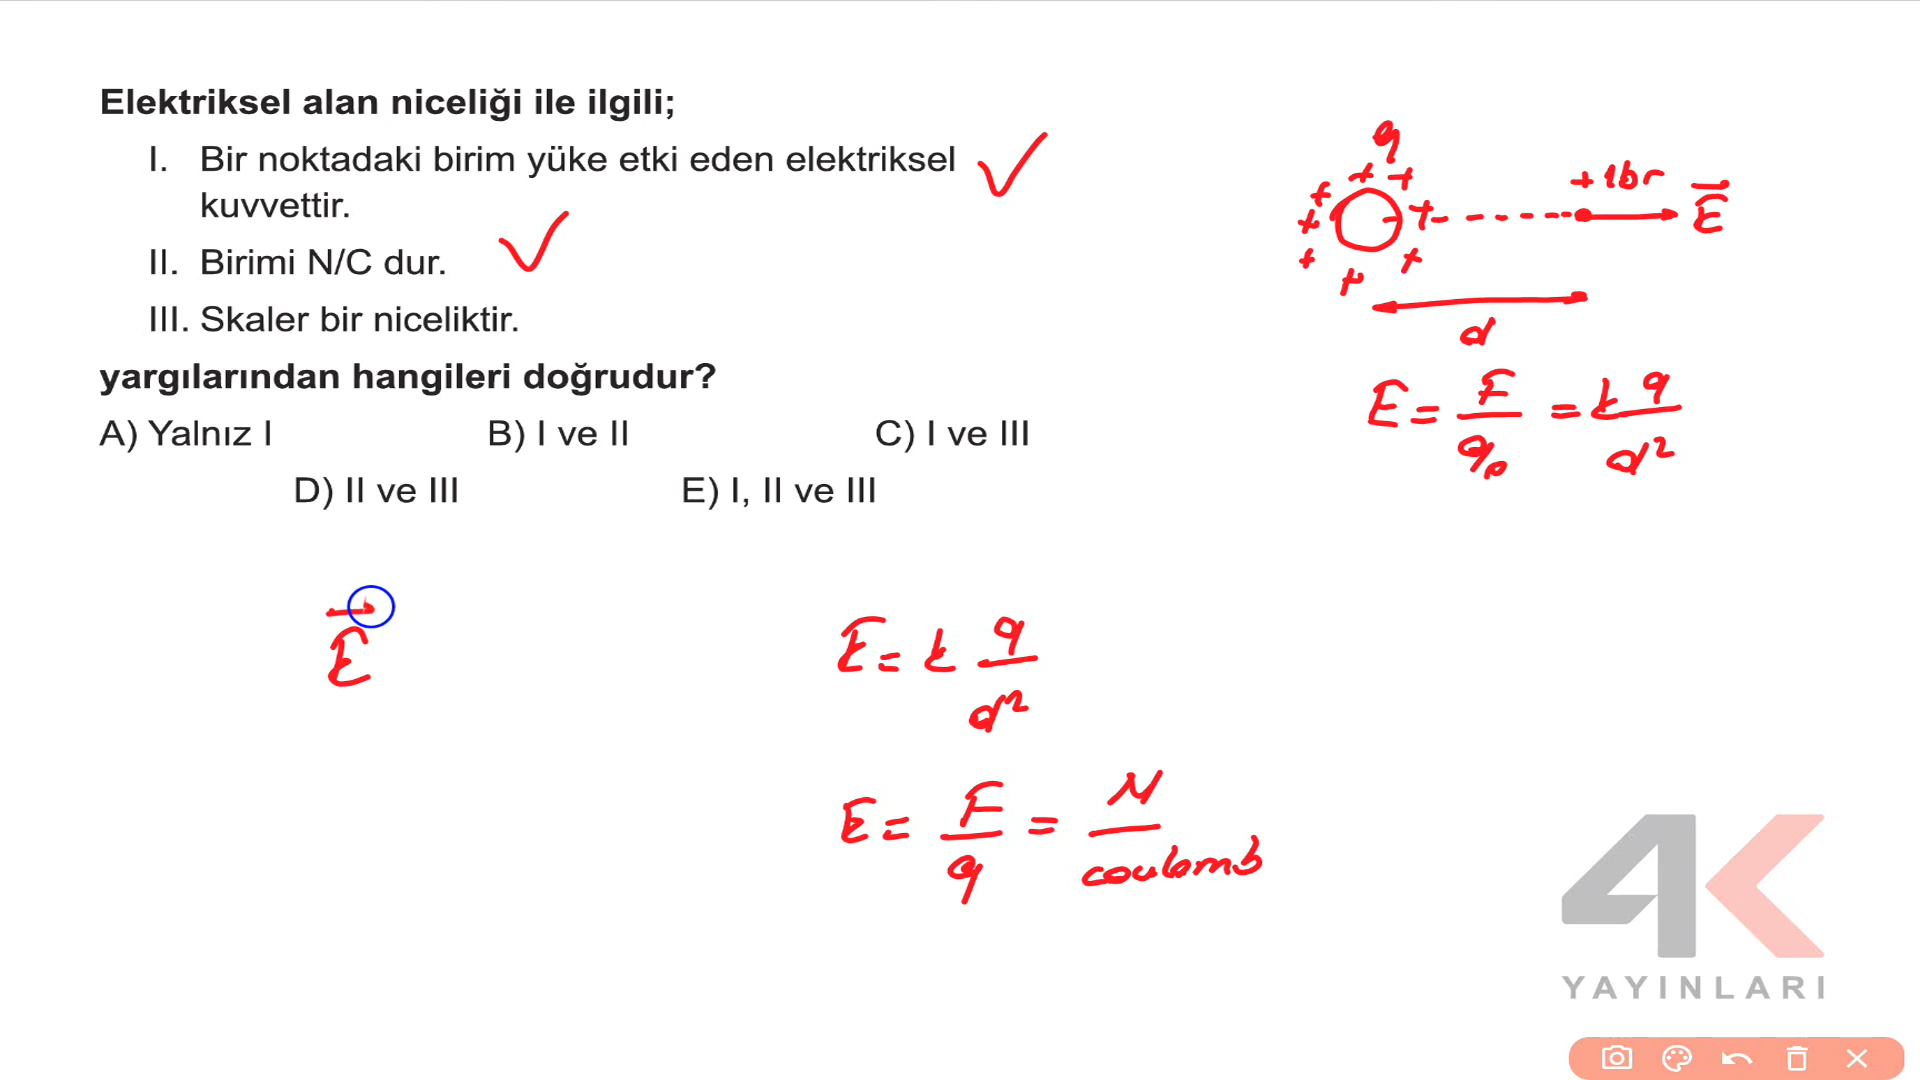 Elektriksel alan niceliği ile ilgili;
I. Bir noktadaki birim yüke etki eden elektriksel
kuvvettir.
II. Birimi N/C dur.
III. Skaler bir niceliktir.
yargılarından hangileri doğrudur?
A) Yalnız I B) I ve II C) I ve III
D) II ve III E) I, II ve III
q
+ + + + + + + +
+1br E
d
E = F/q₀ = k q/d²
E
E = k q/d²
E = F/q = N/coulomb
4K
YAYINLARI